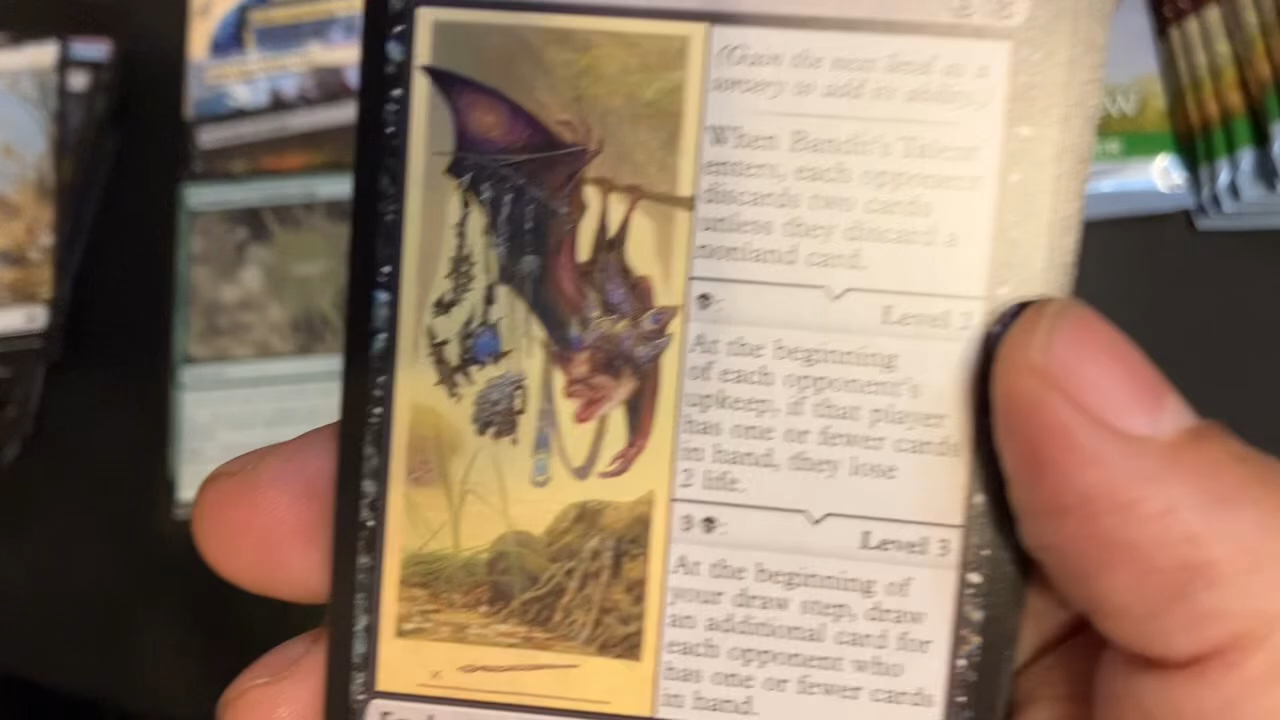 (Gain the next level as a
sorcery to add its ability.)
When Bandit's Talent
enters, each opponent
discards two cards
unless they discard a
nonland card.
Level 2
At the beginning
of each opponent's
upkeep, if that player
has one or fewer cards
in hand, they lose
2 life.
3 : Level 3
At the beginning of
your draw step, draw
an additional card for
each opponent who
has one or fewer cards
in hand.